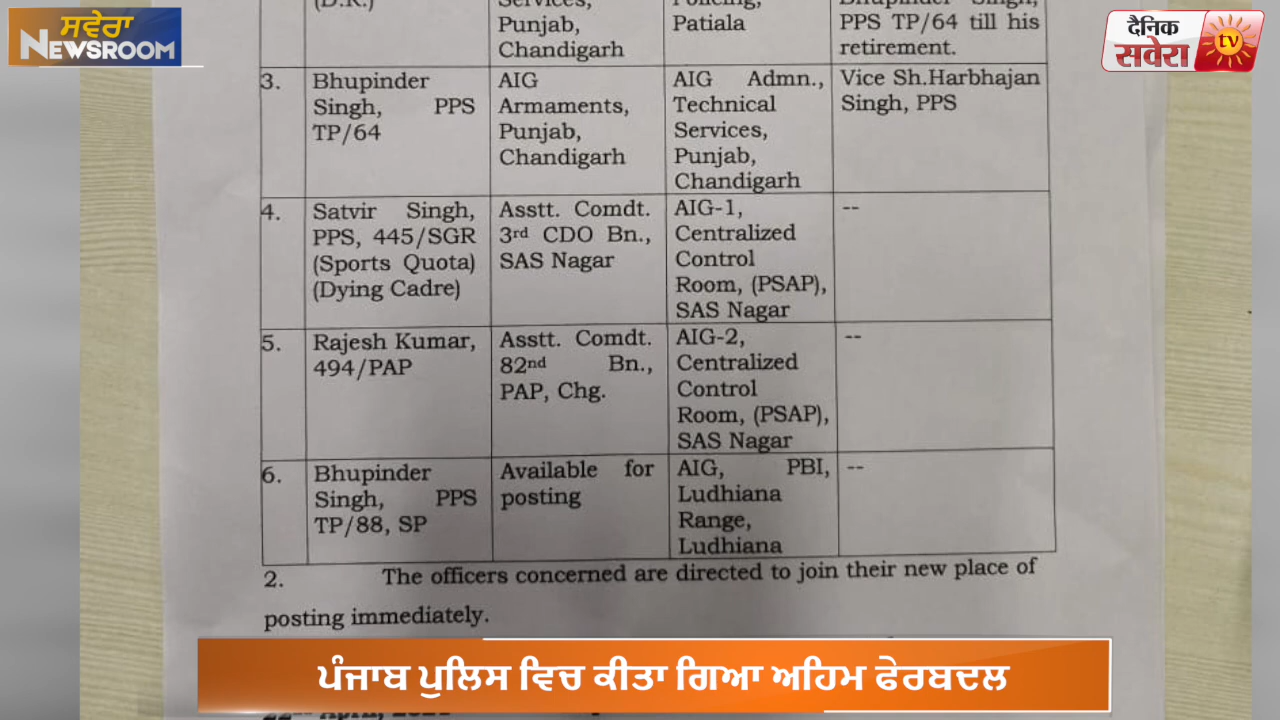 ਸਵੇਰਾ
NEWSROOM
ਦੈਨਿਕ
ਸਵੇਰਾ tv
(D.R.) Services, Policing, Bhupinder Singh,
Punjab, Patiala PPS TP/64 till his
Chandigarh retirement.
3. Bhupinder AIG AIG Admn., Vice Sh.Harbhajan
Singh, PPS Armaments, Technical Singh, PPS
TP/64 Punjab, Services,
Chandigarh Punjab,
Chandigarh
4. Satvir Singh, Asstt. Comdt. AIG-1, --
PPS, 445/SGR 3rd CDO Bn., Centralized
(Sports Quota) SAS Nagar Control
(Dying Cadre) Room, (PSAP),
SAS Nagar
5. Rajesh Kumar, Asstt. Comdt. AIG-2, --
494/PAP 82nd Bn., Centralized
PAP, Chg. Control
Room, (PSAP),
SAS Nagar
6. Bhupinder Available for AIG, PBI, --
Singh, PPS posting Ludhiana
TP/88, SP Range,
Ludhiana
2. The officers concerned are directed to join their new place of
posting immediately.
ਪੰਜਾਬ ਪੁਲਿਸ ਵਿਚ ਕੀਤਾ ਗਿਆ ਅਹਿਮ ਫੇਰਬਦਲ